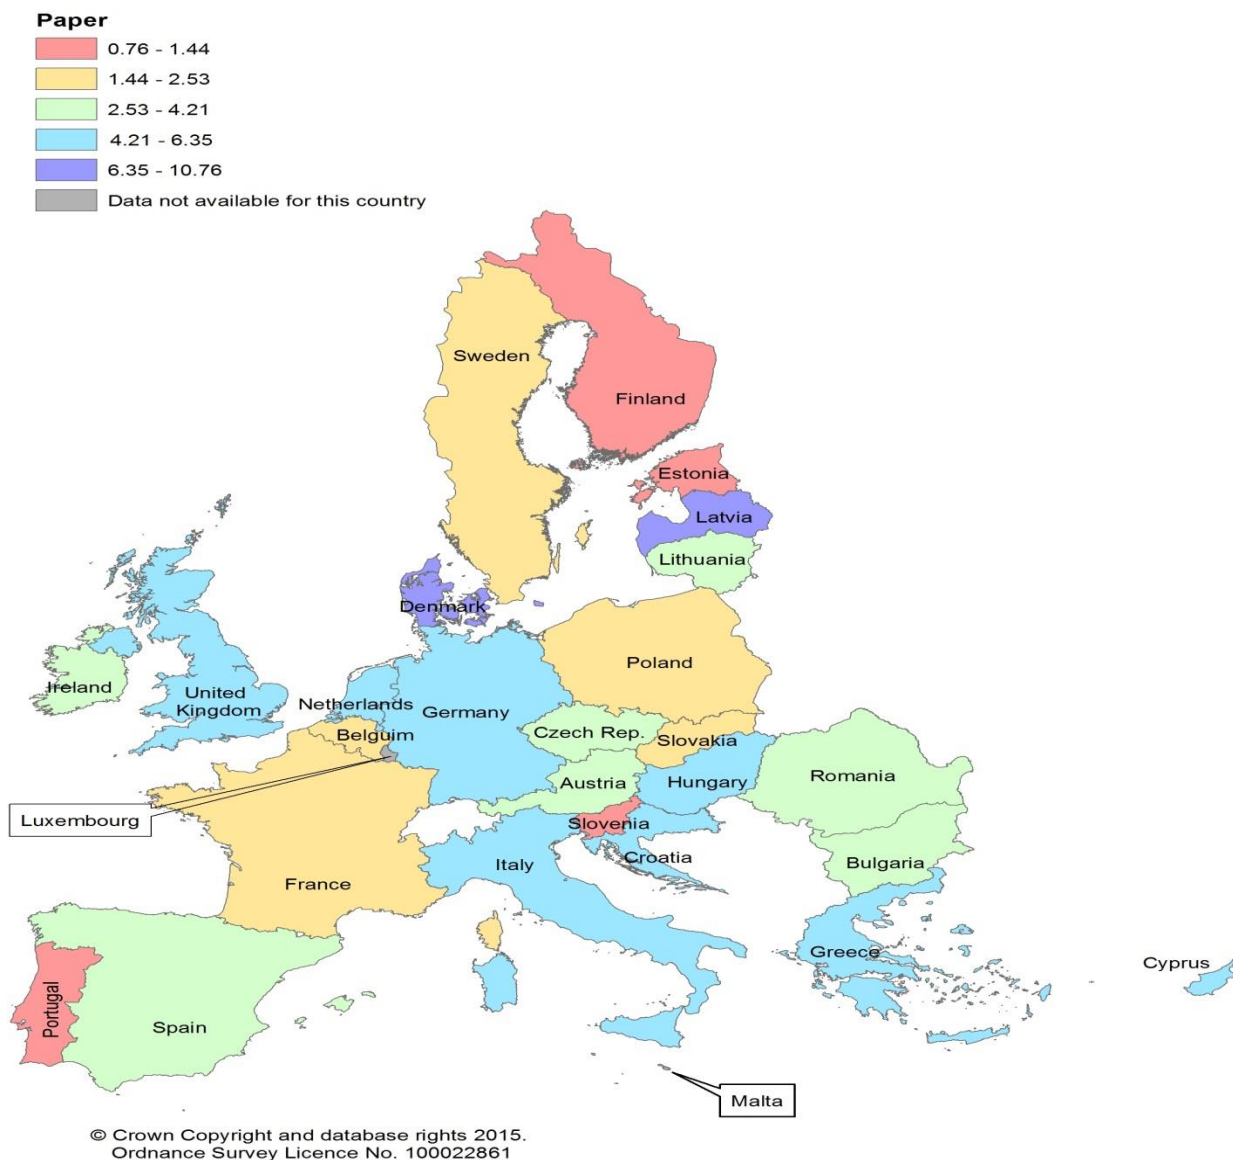 Paper
0.76 - 1.44
1.44 - 2.53
2.53 - 4.21
4.21 - 6.35
6.35 - 10.76
Data not available for this country
Sweden
Finland
Estonia
Latvia
Lithuania
Denmark
Poland
Ireland
United
Kingdom
Netherlands
Germany
Belguim
Czech Rep.
Slovakia
Austria
Hungary
Romania
Luxembourg
Slovenia
Croatia
Italy
Bulgaria
France
Greece
Cyprus
Portugal
Spain
Malta
© Crown Copyright and database rights 2015.
Ordnance Survey Licence No. 100022861